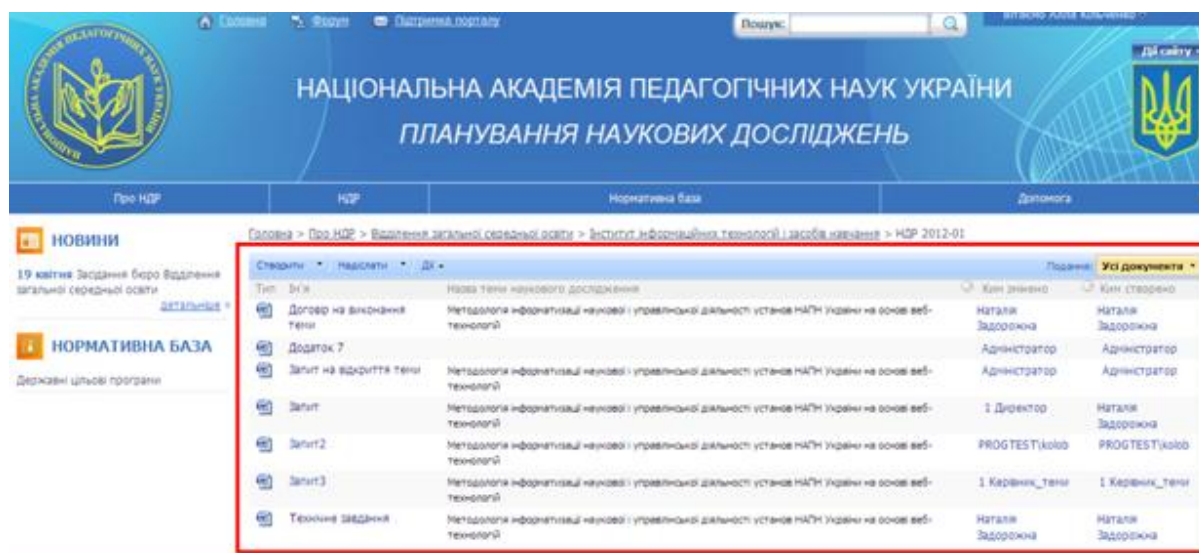 Головна Форум Підтримка порталу Пошук: Вітаємо Алла Кільченко
Дії сайту
НАЦІОНАЛЬНА АКАДЕМІЯ ПЕДАГОГІЧНИХ НАУК УКРАЇНИ
ПЛАНУВАННЯ НАУКОВИХ ДОСЛІДЖЕНЬ
НАЦІОНАЛЬНА АКАДЕМІЯ ПЕДАГОГІЧНИХ НАУК УКРАЇНИ
Про НДР НДР Нормативна база Допомога
НОВИНИ
19 квітня Засідання бюро Відділення
загальної середньої освіти
детальніше »
НОРМАТИВНА БАЗА
Державні цільові програми
Головна > Про НДР > Відділення загальної середньої освіти > Інститут інформаційних технологій і засобів навчання > НДР 2012-01
Створити Надіслати Дії Подання: Усі документи
Тип Ім'я Назва теми наукового дослідження Ким змінено Ким створено
Договір на виконання Методологія інформатизації наукової і управлінської діяльності установ НАПН України на основі веб- Наталія Наталія
теми технологій Задорожна Задорожна
Додаток 7 Адміністратор Адміністратор
Запит на відкриття теми Методологія інформатизації наукової і управлінської діяльності установ НАПН України на основі веб- Адміністратор Адміністратор
технологій
Запит Методологія інформатизації наукової і управлінської діяльності установ НАПН України на основі веб- 1 Директор Наталія
технологій Задорожна
Запит2 Методологія інформатизації наукової і управлінської діяльності установ НАПН України на основі веб- PROGTEST\kolob PROGTEST\kolob
технологій
Запит3 Методологія інформатизації наукової і управлінської діяльності установ НАПН України на основі веб- 1 Керівник_теми 1 Керівник_теми
технологій
Технічне завдання Методологія інформатизації наукової і управлінської діяльності установ НАПН України на основі веб- Наталія Наталія
технологій Задорожна Задорожна